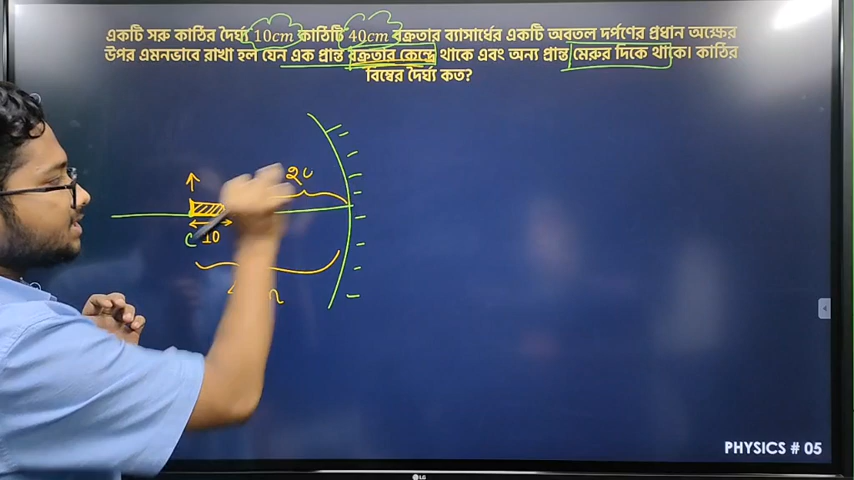 একটি সরু কাঠির দৈর্ঘ্য 10cm কাঠিটি 40cm বক্রতার ব্যাসার্ধের একটি অবতল দর্পণের প্রধান অক্ষের
উপর এমনভাবে রাখা হল যেন এক প্রান্ত বক্রতার কেন্দ্রে থাকে এবং অন্য প্রান্ত মেরুর দিকে থাকে। কাঠির
বিম্বের দৈর্ঘ্য কত?
C 10
PHYSICS # 05
LG